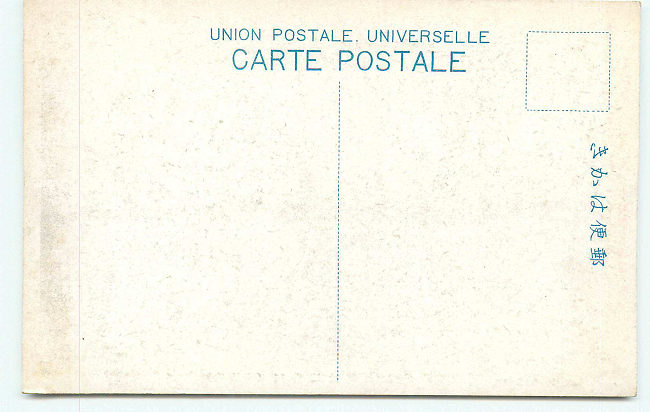 UNION POSTALE. UNIVERSELLE
CARTE POSTALE
きかは便郵